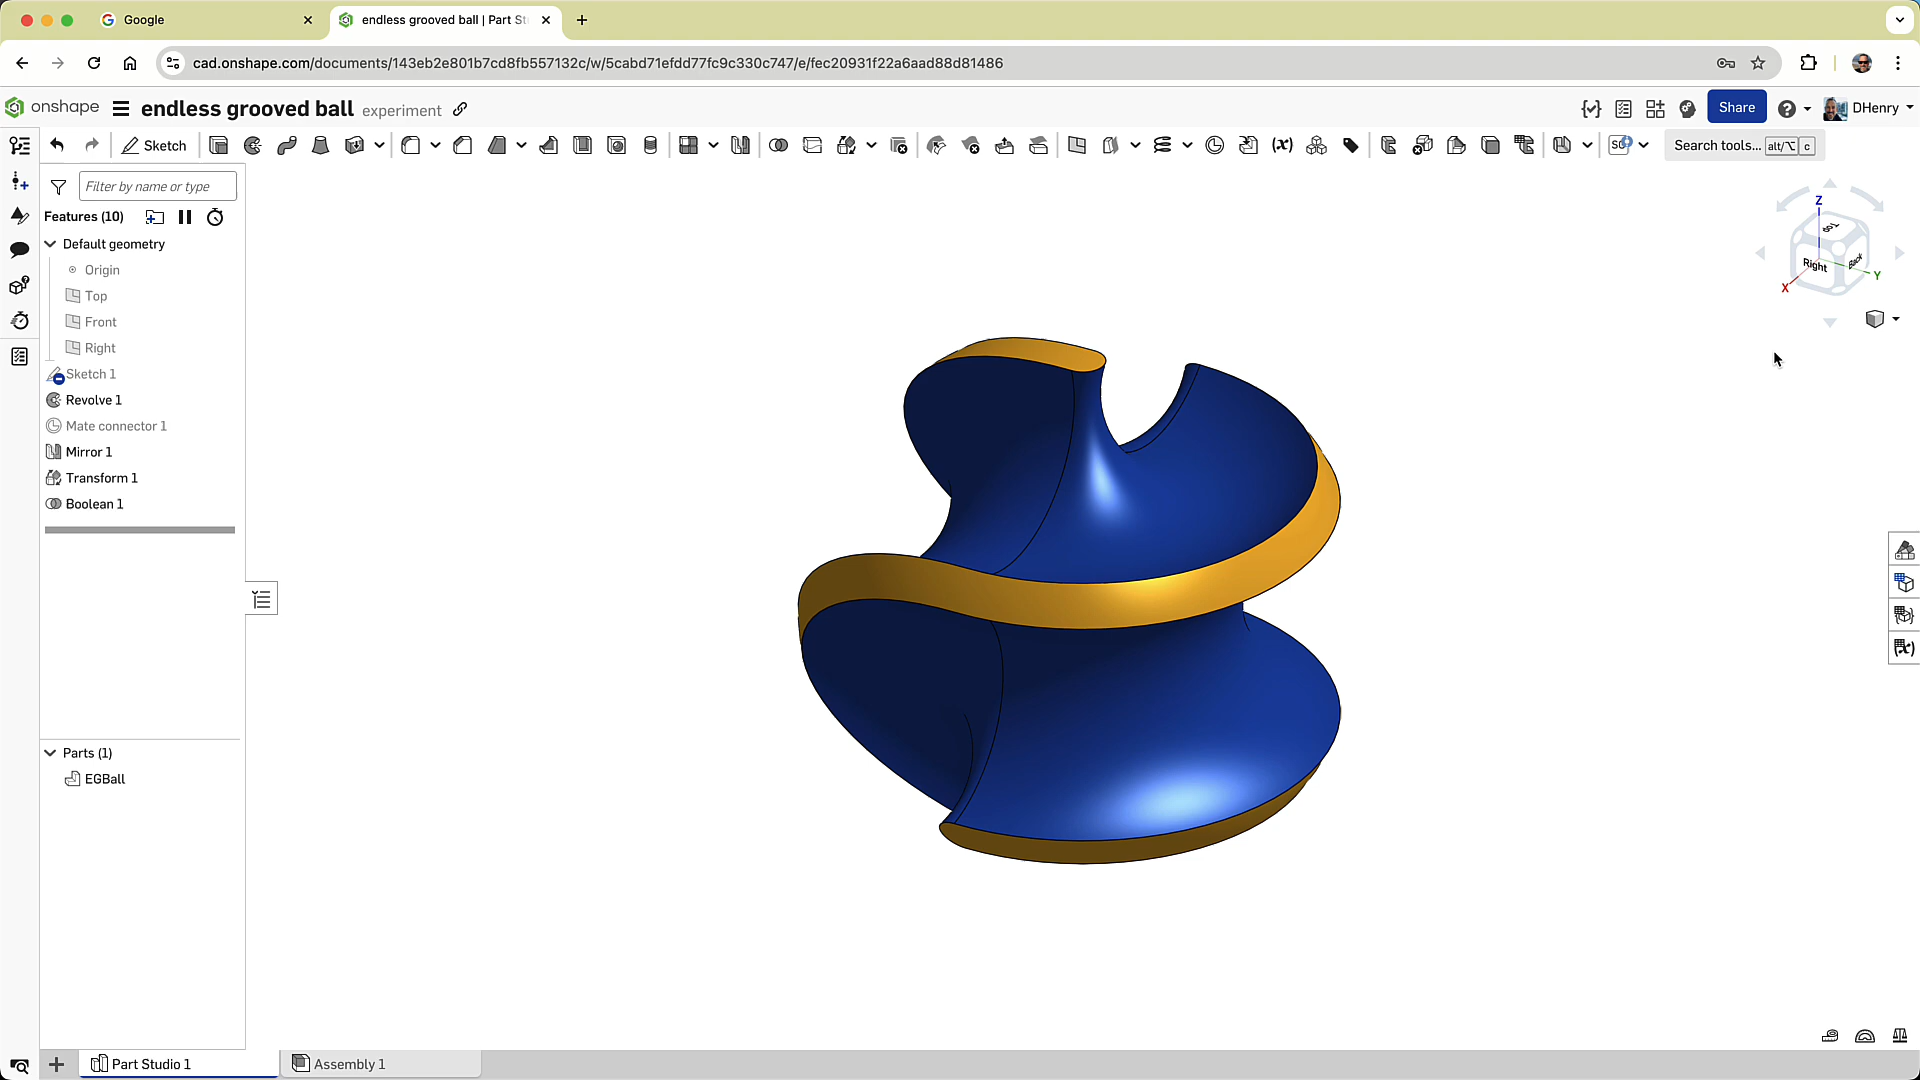 Google
endless grooved ball | Part St
cad.onshape.com/documents/143eb2e801b7cd8fb557132c/w/5cabd71efdd77fc9c330c747/e/fec20931f22a6aad88d81486
onshape
endless grooved ball experiment
Share
DHenry
Sketch
Search tools... alt/⌥ c
Filter by name or type
Features (10)
Default geometry
Origin
Top
Front
Right
Sketch 1
Revolve 1
Mate connector 1
Mirror 1
Transform 1
Boolean 1
Z
Top
Right
Back
X
Y
Parts (1)
EGBall
Part Studio 1
Assembly 1